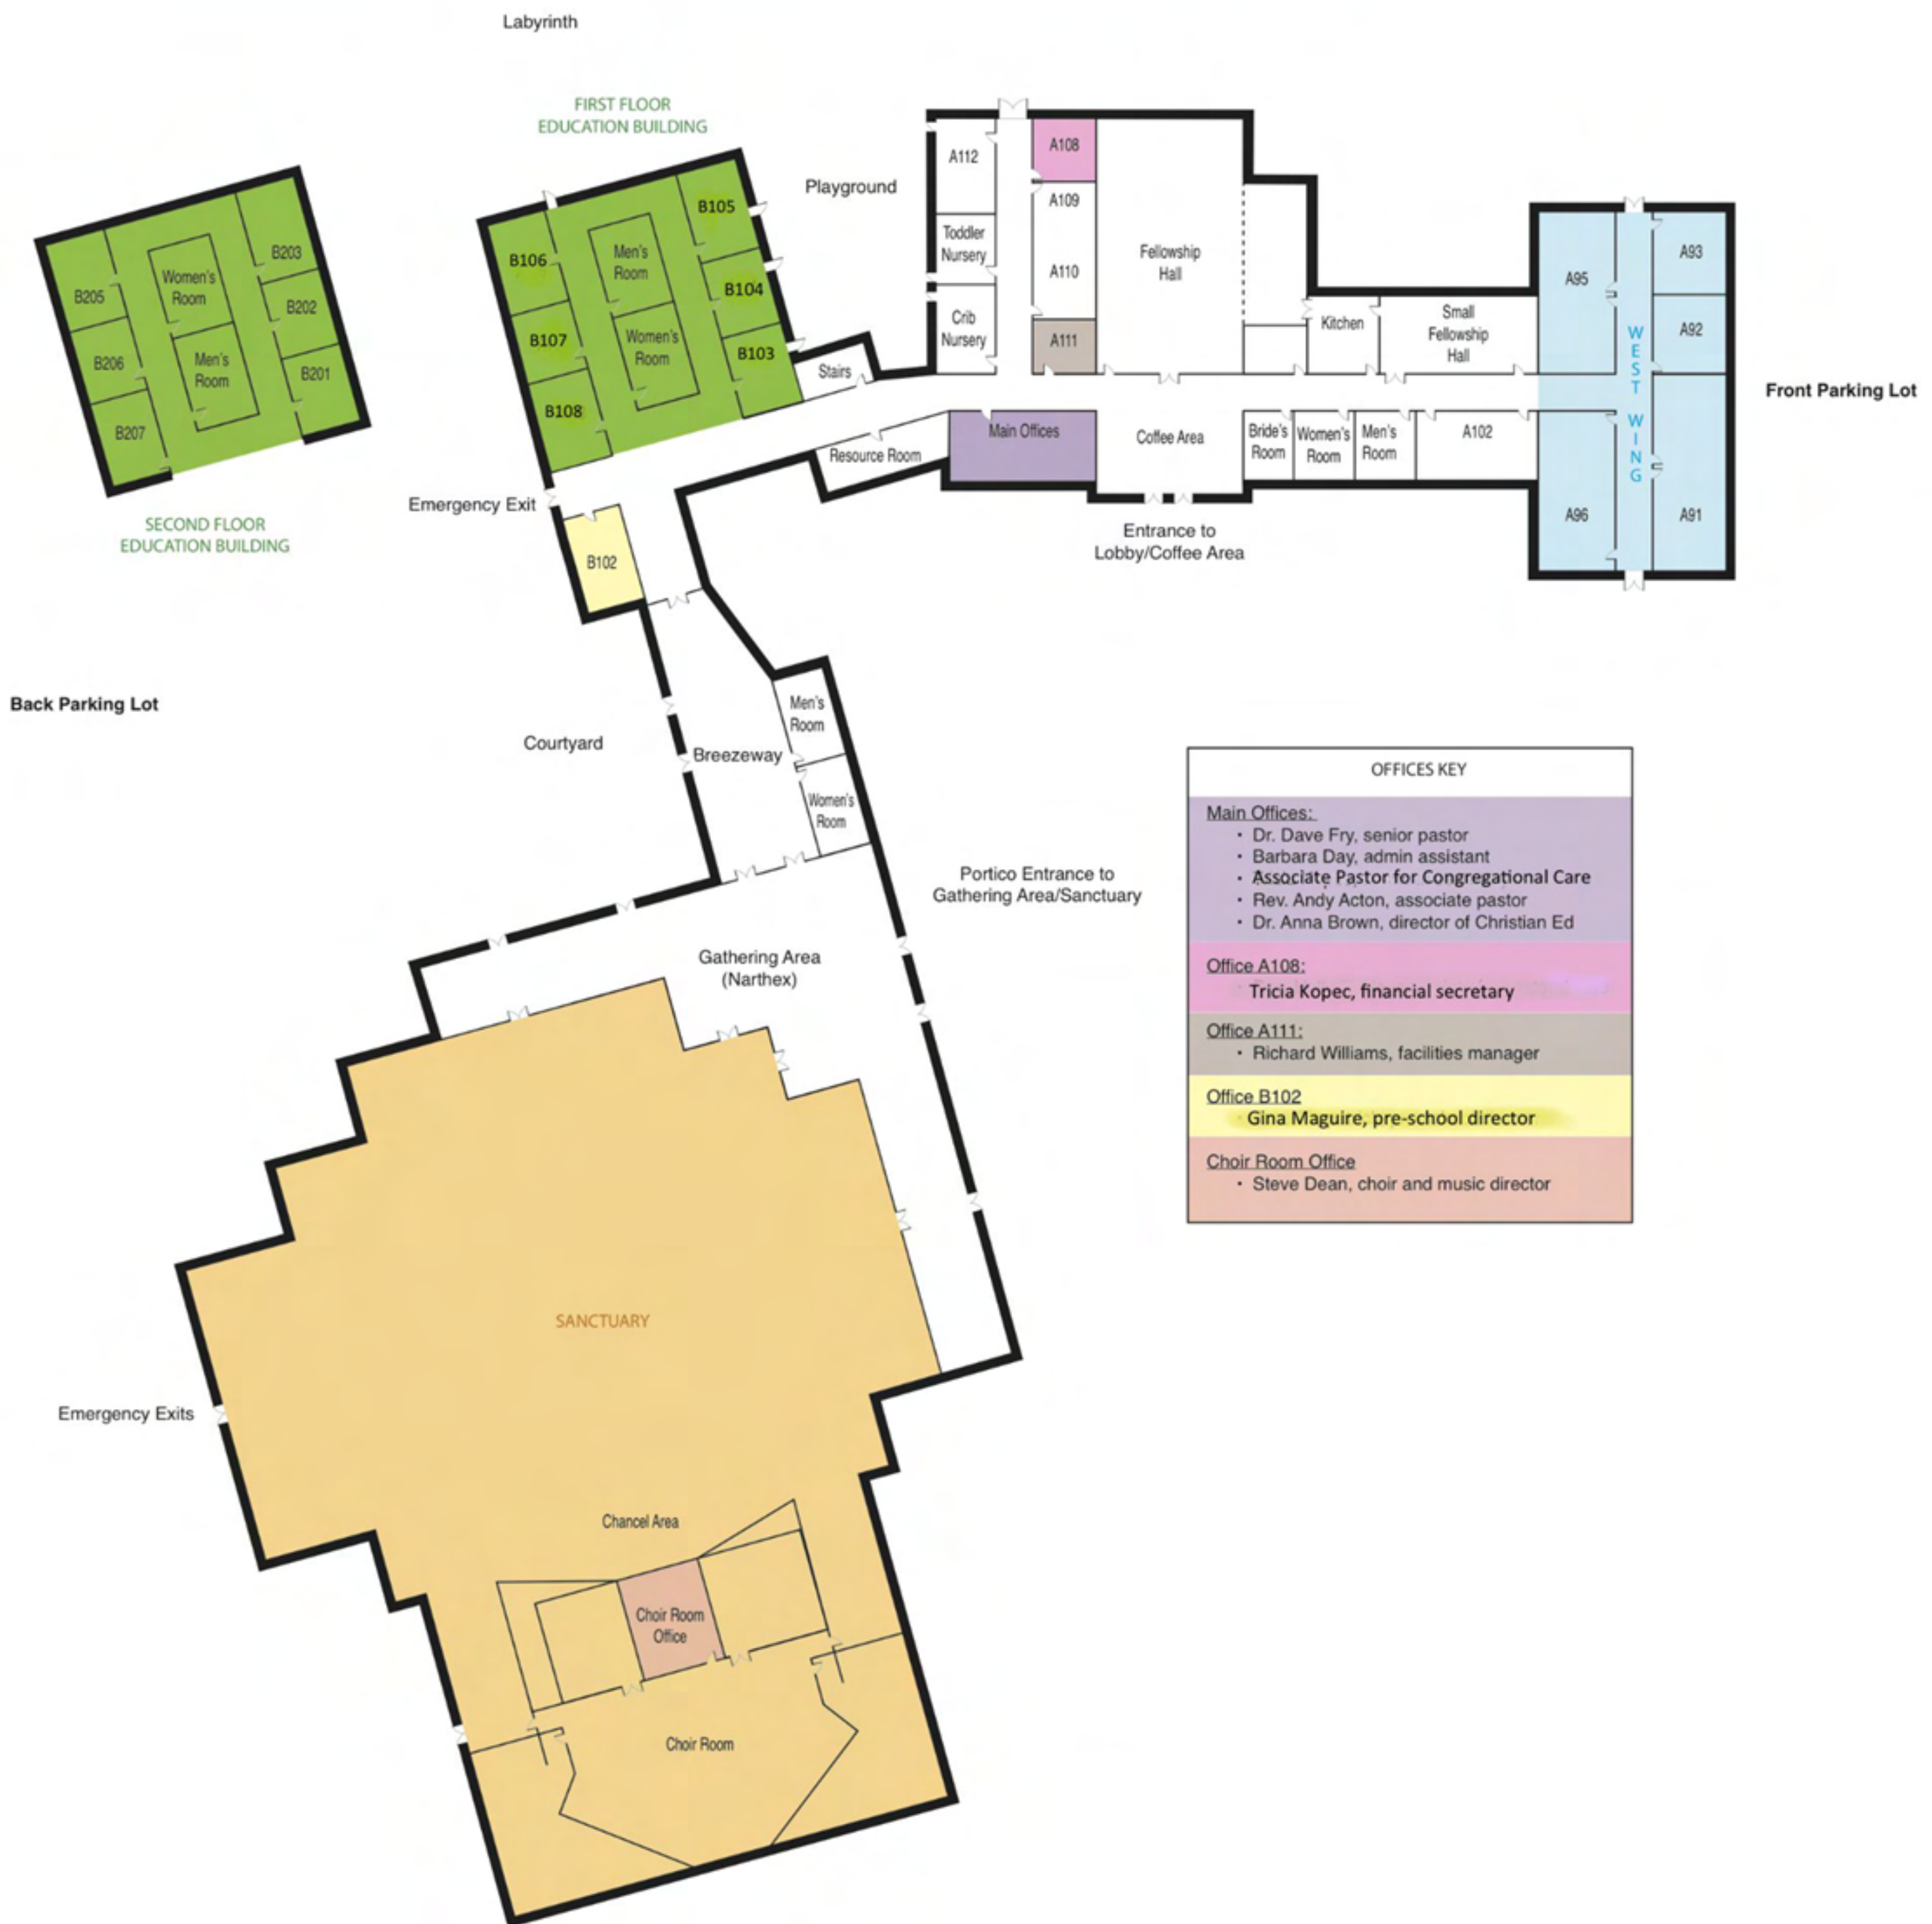 Labyrinth
FIRST FLOOR
EDUCATION BUILDING
B106
B107
B108
Men's
Room
Women's
Room
B105
B104
B103
Playground
Stairs
B205
B206
B207
Women's
Room
Men's
Room
B203
B202
B201
SECOND FLOOR
EDUCATION BUILDING
A112
Toddler
Nursery
Crib
Nursery
A108
A109
A110
A111
Fellowship
Hall
Kitchen
Small
Fellowship
Hall
A95
A93
A92
WEST WING
A96
A91
Front Parking Lot
Main Offices
Resource Room
Coffee Area
Bride's
Room
Women's
Room
Men's
Room
A102
Entrance to
Lobby/Coffee Area
Emergency Exit
B102
Back Parking Lot
Courtyard
Breezeway
Men's
Room
Women's
Room
Portico Entrance to
Gathering Area/Sanctuary
Gathering Area
(Narthex)
OFFICES KEY
Main Offices:
· Dr. Dave Fry, senior pastor
· Barbara Day, admin assistant
· Associate Pastor for Congregational Care
· Rev. Andy Acton, associate pastor
· Dr. Anna Brown, director of Christian Ed
Office A108:
Tricia Kopec, financial secretary
Office A111:
· Richard Williams, facilities manager
Office B102
Gina Maguire, pre-school director
Choir Room Office
· Steve Dean, choir and music director
SANCTUARY
Emergency Exits
Chancel Area
Choir Room
Office
Choir Room